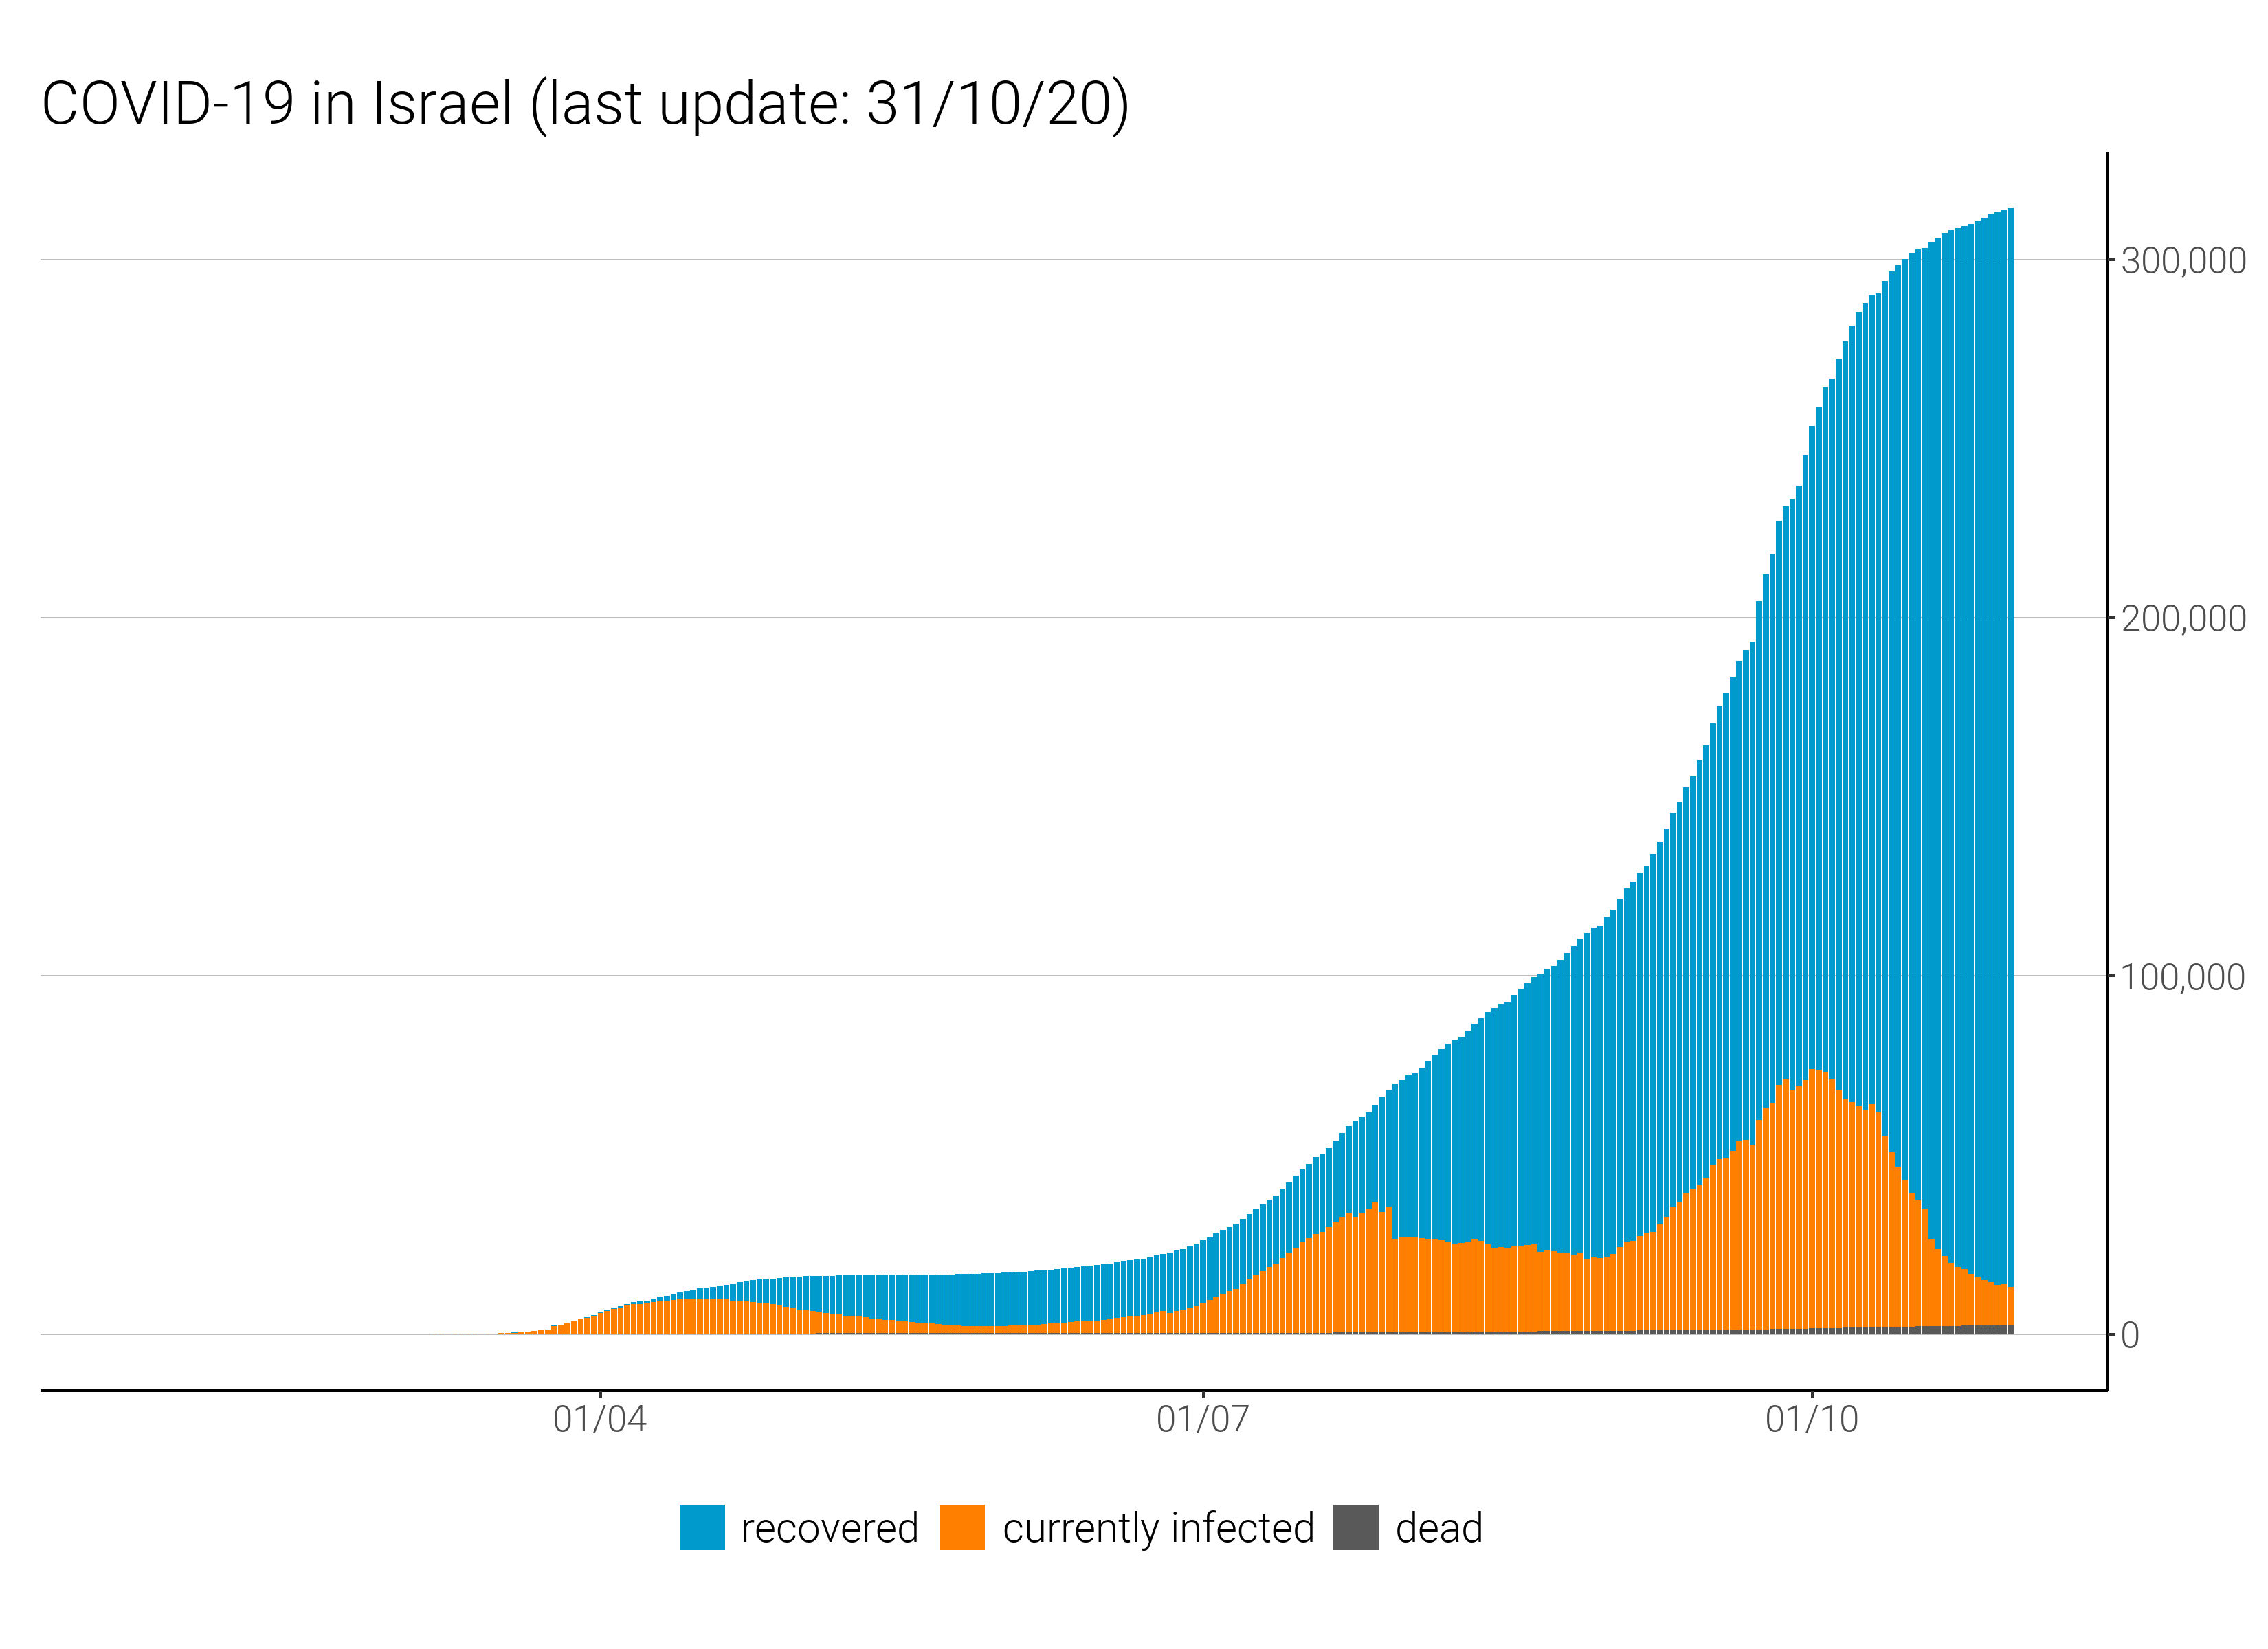 COVID-19 in Israel (last update: 31/10/20)
300,000
200,000
100,000
0
01/04 01/07 01/10
recovered currently infected dead